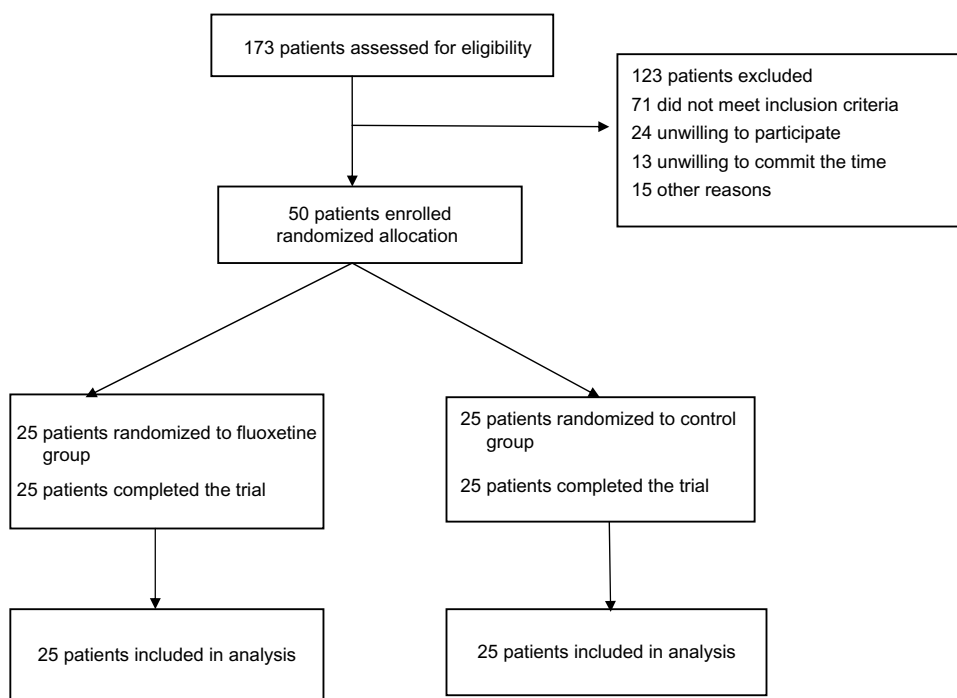 173 patients assessed for eligibility
123 patients excluded
71 did not meet inclusion criteria
24 unwilling to participate
13 unwilling to commit the time
15 other reasons
50 patients enrolled
randomized allocation
25 patients randomized to fluoxetine
group
25 patients completed the trial
25 patients randomized to control
group
25 patients completed the trial
25 patients included in analysis
25 patients included in analysis